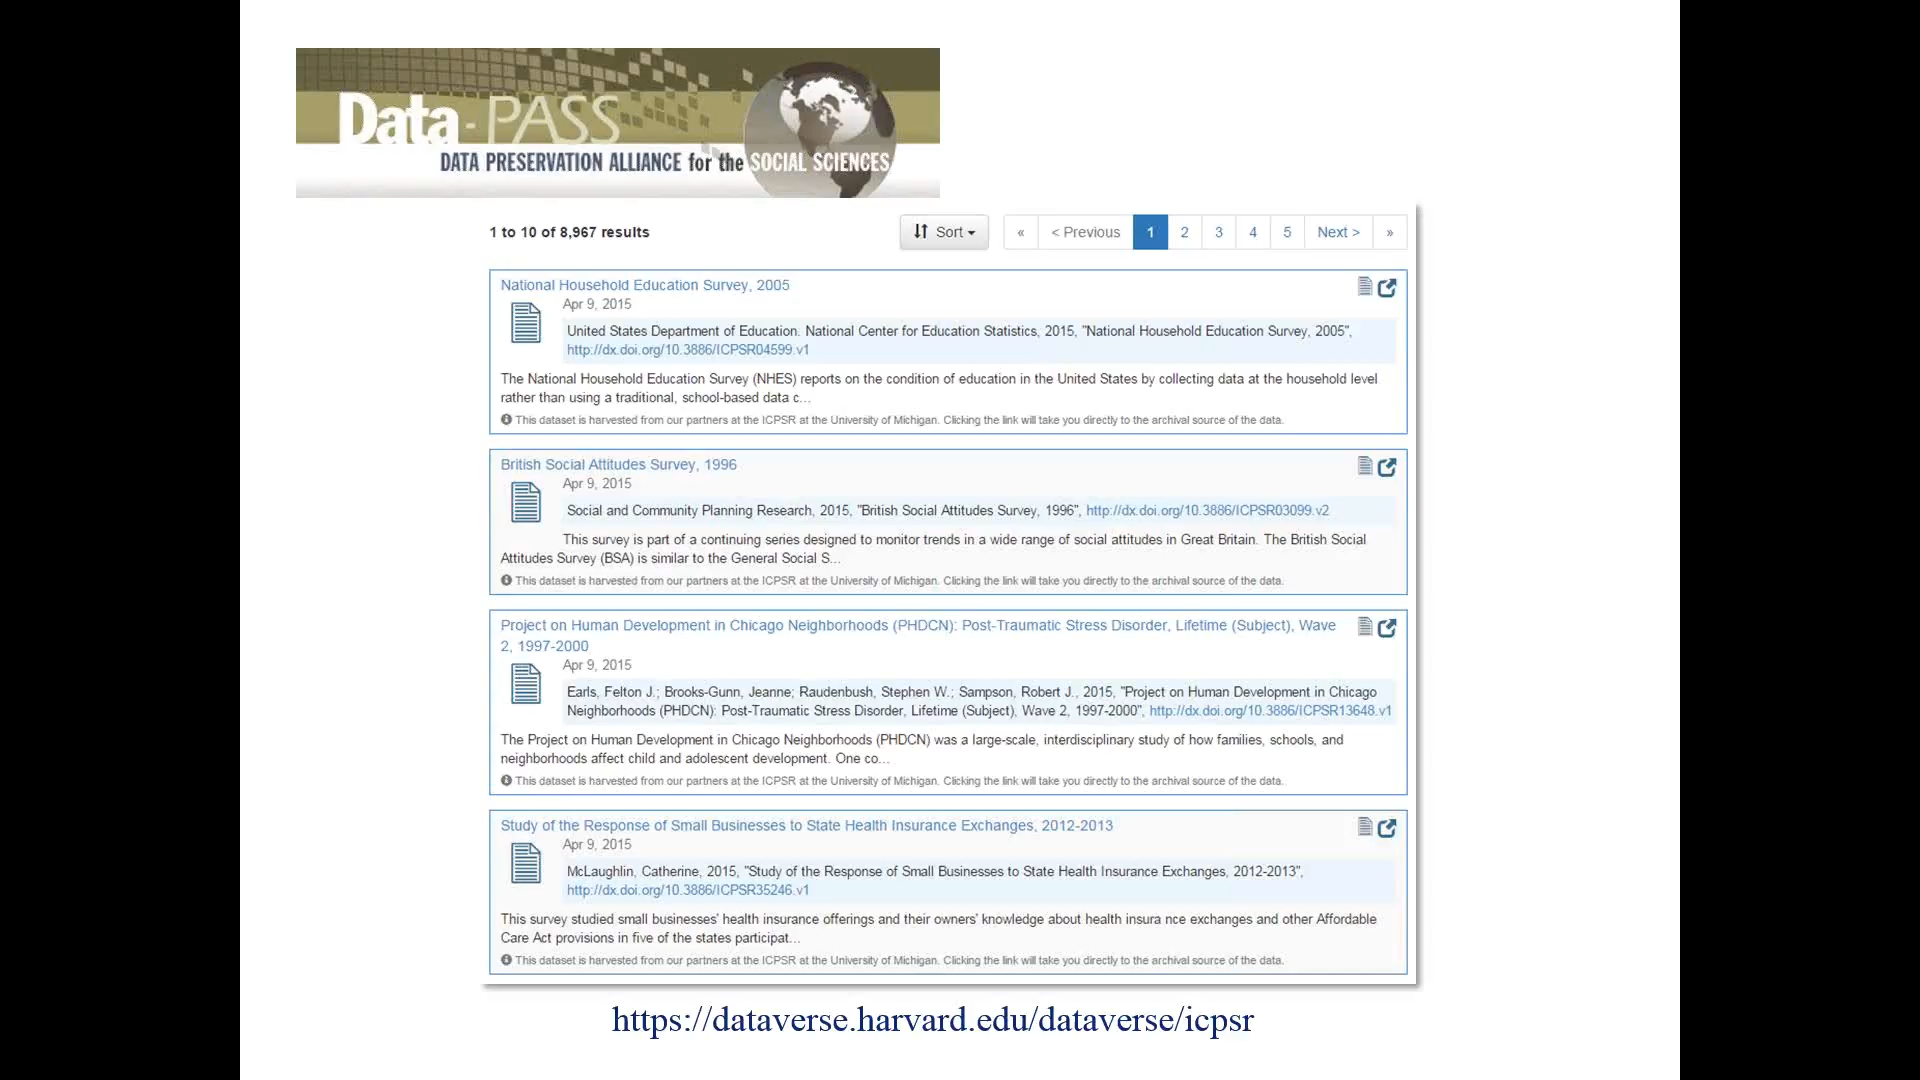 Data-PASS
DATA PRESERVATION ALLIANCE for the SOCIAL SCIENCES
1 to 10 of 8,967 results
Sort
« < Previous 1 2 3 4 5 Next > »
National Household Education Survey, 2005
Apr 9, 2015
United States Department of Education. National Center for Education Statistics, 2015, "National Household Education Survey, 2005",
http://dx.doi.org/10.3886/ICPSR04599.v1
The National Household Education Survey (NHES) reports on the condition of education in the United States by collecting data at the household level
rather than using a traditional, school-based data c...
This dataset is harvested from our partners at the ICPSR at the University of Michigan. Clicking the link will take you directly to the archival source of the data.
British Social Attitudes Survey, 1996
Apr 9, 2015
Social and Community Planning Research, 2015, "British Social Attitudes Survey, 1996", http://dx.doi.org/10.3886/ICPSR03099.v2
This survey is part of a continuing series designed to monitor trends in a wide range of social attitudes in Great Britain. The British Social
Attitudes Survey (BSA) is similar to the General Social S...
This dataset is harvested from our partners at the ICPSR at the University of Michigan. Clicking the link will take you directly to the archival source of the data.
Project on Human Development in Chicago Neighborhoods (PHDCN): Post-Traumatic Stress Disorder, Lifetime (Subject), Wave
2, 1997-2000
Apr 9, 2015
Earls, Felton J.; Brooks-Gunn, Jeanne; Raudenbush, Stephen W.; Sampson, Robert J., 2015, "Project on Human Development in Chicago
Neighborhoods (PHDCN): Post-Traumatic Stress Disorder, Lifetime (Subject), Wave 2, 1997-2000", http://dx.doi.org/10.3886/ICPSR13648.v1
The Project on Human Development in Chicago Neighborhoods (PHDCN) was a large-scale, interdisciplinary study of how families, schools, and
neighborhoods affect child and adolescent development. One co...
This dataset is harvested from our partners at the ICPSR at the University of Michigan. Clicking the link will take you directly to the archival source of the data.
Study of the Response of Small Businesses to State Health Insurance Exchanges, 2012-2013
Apr 9, 2015
McLaughlin, Catherine, 2015, "Study of the Response of Small Businesses to State Health Insurance Exchanges, 2012-2013",
http://dx.doi.org/10.3886/ICPSR35246.v1
This survey studied small businesses' health insurance offerings and their owners' knowledge about health insura nce exchanges and other Affordable
Care Act provisions in five of the states participat...
This dataset is harvested from our partners at the ICPSR at the University of Michigan. Clicking the link will take you directly to the archival source of the data.
https://dataverse.harvard.edu/dataverse/icpsr